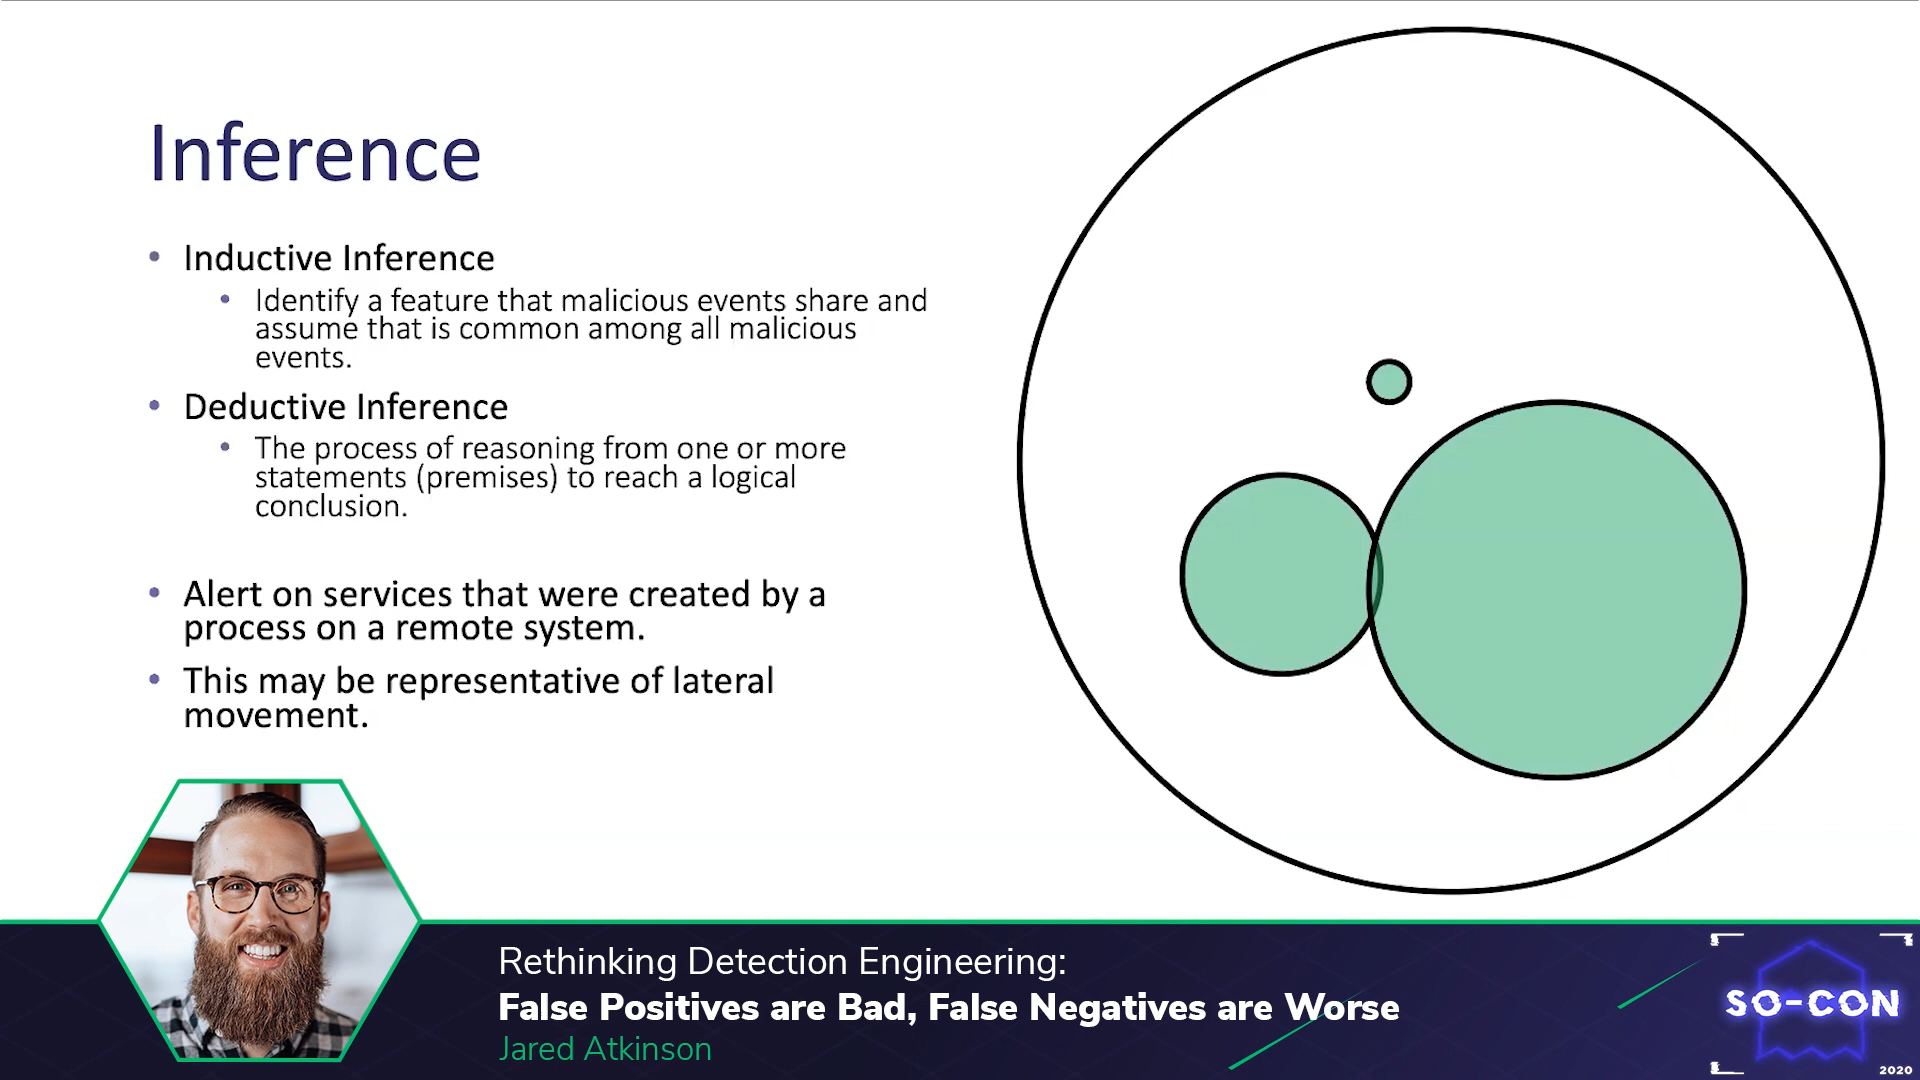 Inference
• Inductive Inference
• Identify a feature that malicious events share and
assume that is common among all malicious
events.
• Deductive Inference
• The process of reasoning from one or more
statements (premises) to reach a logical
conclusion.
• Alert on services that were created by a
process on a remote system.
• This may be representative of lateral
movement.
Rethinking Detection Engineering:
False Positives are Bad, False Negatives are Worse
Jared Atkinson
SO-CON
2020